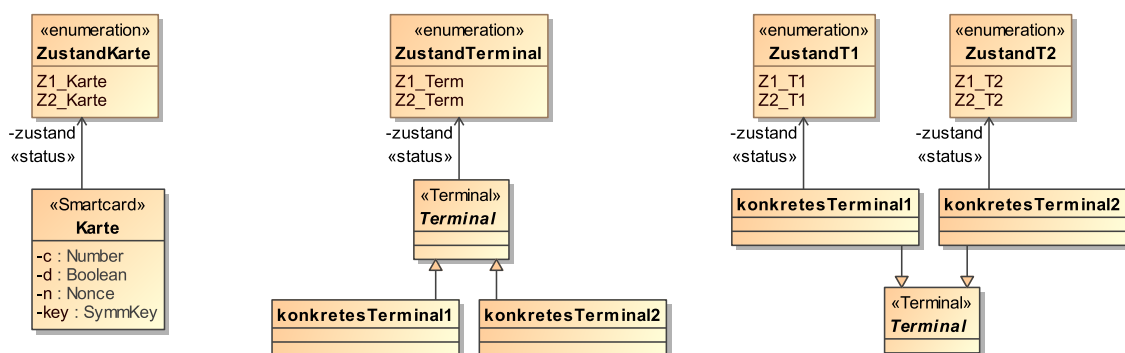 «enumeration»
ZustandKarte
Z1_Karte
Z2_Karte
-zustand
«status»
«Smartcard»
Karte
-c : Number
-d : Boolean
-n : Nonce
-key : SymmKey
«enumeration»
ZustandTerminal
Z1_Term
Z2_Term
-zustand
«status»
«Terminal»
Terminal
konkretesTerminal1
konkretesTerminal2
«enumeration»
ZustandT1
Z1_T1
Z2_T1
-zustand
«status»
konkretesTerminal1
«enumeration»
ZustandT2
Z1_T2
Z2_T2
-zustand
«status»
konkretesTerminal2
«Terminal»
Terminal